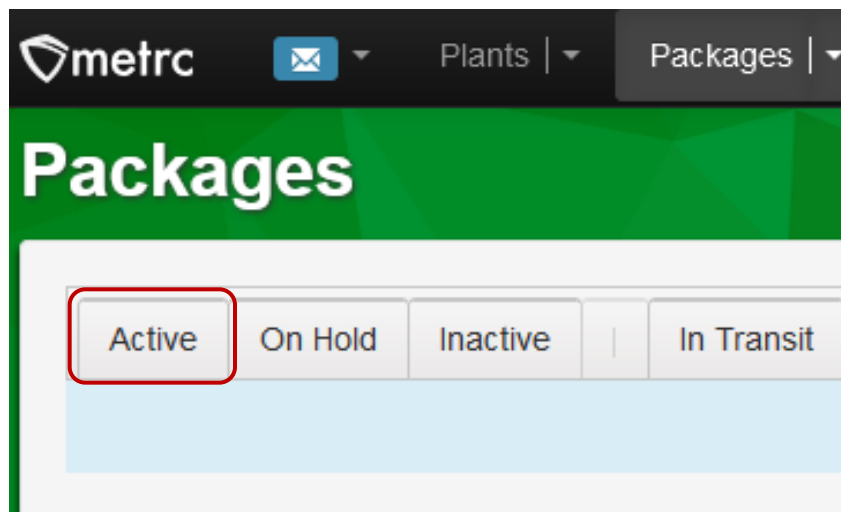 metrc Plants Packages
Packages
Active On Hold Inactive | In Transit